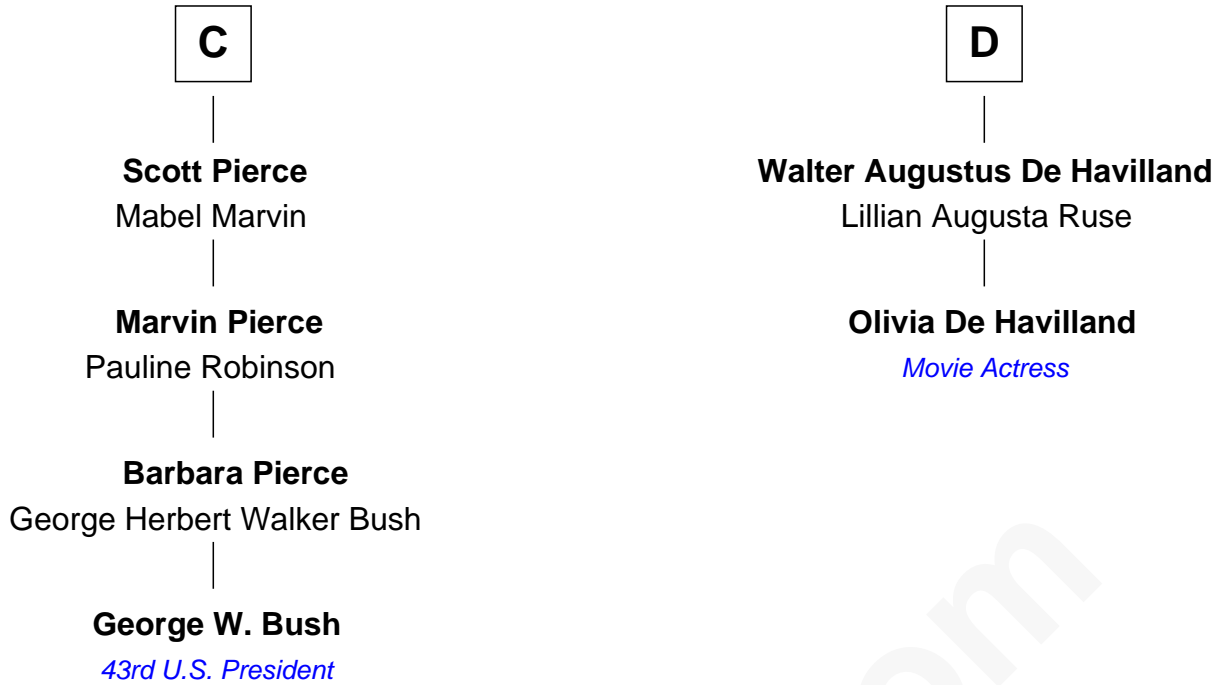 C
Scott Pierce
Mabel Marvin
Marvin Pierce
Pauline Robinson
Barbara Pierce
George Herbert Walker Bush
George W. Bush
43rd U.S. President
D
Walter Augustus De Havilland
Lillian Augusta Ruse
Olivia De Havilland
Movie Actress
om